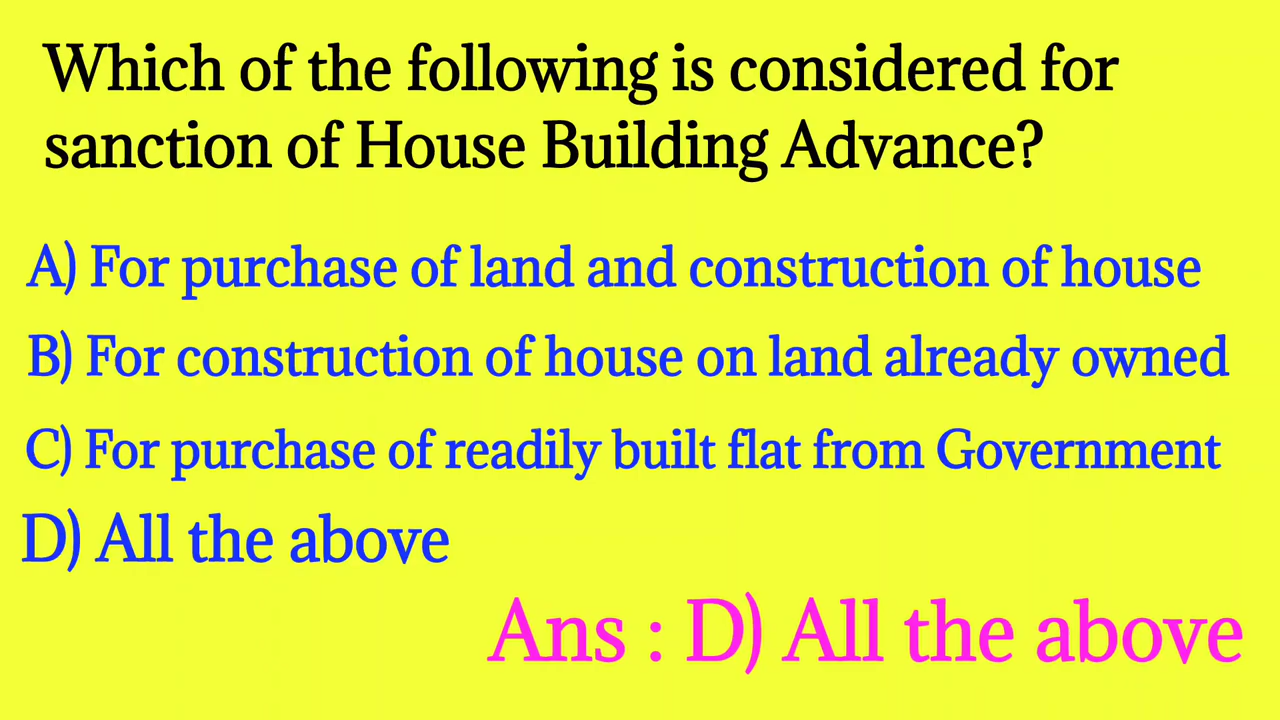 Which of the following is considered for
sanction of House Building Advance?
A) For purchase of land and construction of house
B) For construction of house on land already owned
C) For purchase of readily built flat from Government
D) All the above
Ans : D) All the above